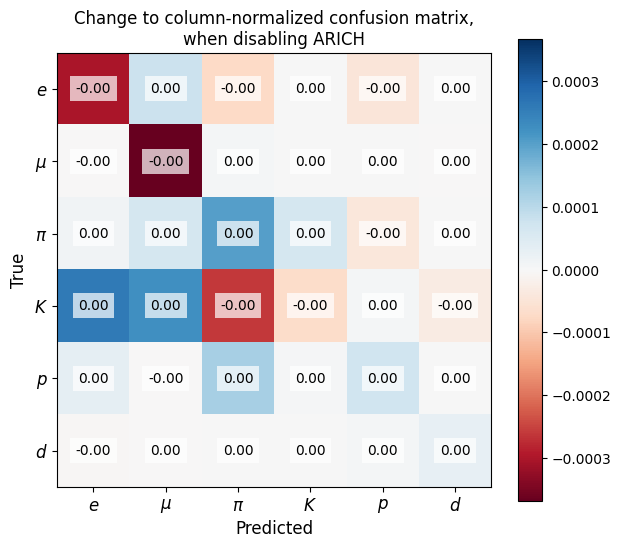 Change to column-normalized confusion matrix,
when disabling ARICH
e -0.00 0.00 -0.00 0.00 -0.00 0.00
μ -0.00 -0.00 0.00 0.00 0.00 0.00
π 0.00 0.00 0.00 0.00 -0.00 0.00
K 0.00 0.00 -0.00 -0.00 0.00 -0.00
p 0.00 -0.00 0.00 0.00 0.00 0.00
d -0.00 0.00 0.00 0.00 0.00 0.00
e μ π K p d
Predicted
True
0.0003
0.0002
0.0001
0.0000
−0.0001
−0.0002
−0.0003